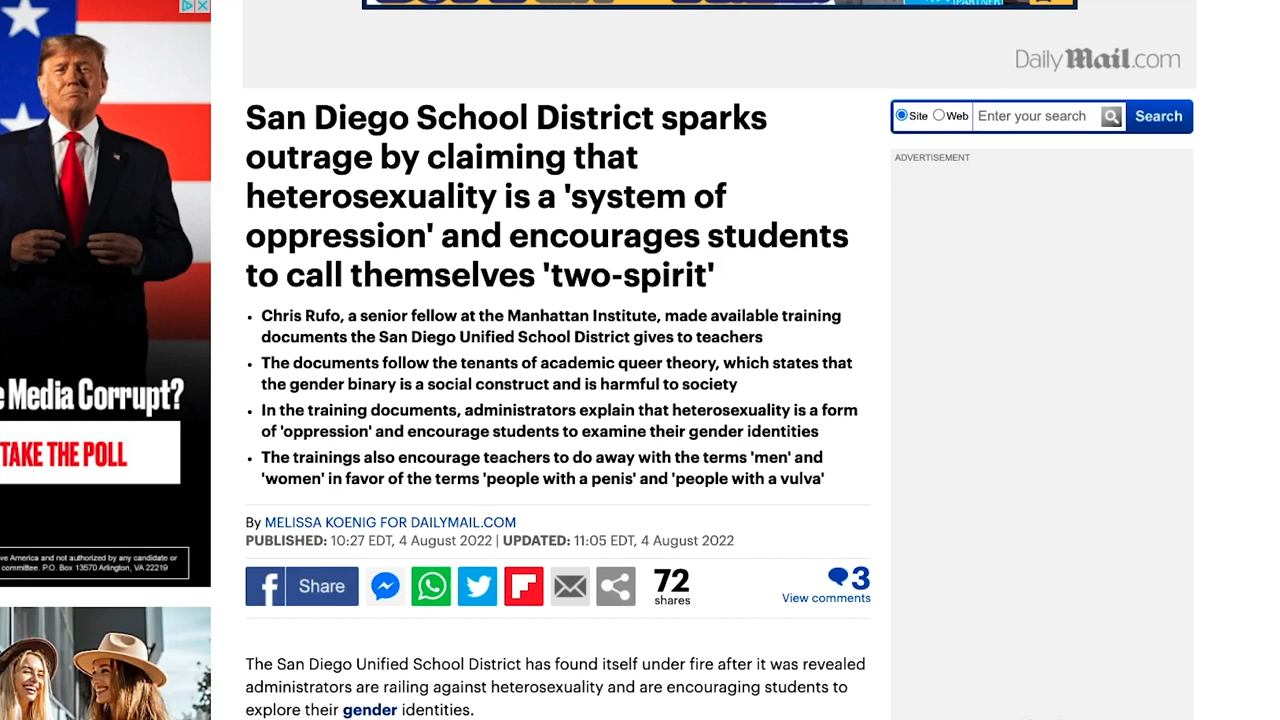 PARTNER
DailyMail.com
San Diego School District sparks
outrage by claiming that
heterosexuality is a 'system of
oppression' and encourages students
to call themselves 'two-spirit'
Chris Rufo, a senior fellow at the Manhattan Institute, made available training
documents the San Diego Unified School District gives to teachers
The documents follow the tenants of academic queer theory, which states that
the gender binary is a social construct and is harmful to society
In the training documents, administrators explain that heterosexuality is a form
of 'oppression' and encourage students to examine their gender identities
The trainings also encourage teachers to do away with the terms 'men' and
'women' in favor of the terms 'people with a penis' and 'people with a vulva'
By MELISSA KOENIG FOR DAILYMAIL.COM
PUBLISHED: 10:27 EDT, 4 August 2022 | UPDATED: 11:05 EDT, 4 August 2022
f Share
72
shares
3
View comments
The San Diego Unified School District has found itself under fire after it was revealed
administrators are railing against heterosexuality and are encouraging students to
explore their gender identities.
Site Web Enter your search Search
ADVERTISEMENT
e Media Corrupt?
TAKE THE POLL
ve America and not authorized by any candidate or
committee. P.O. Box 13570 Arlington, VA 22219